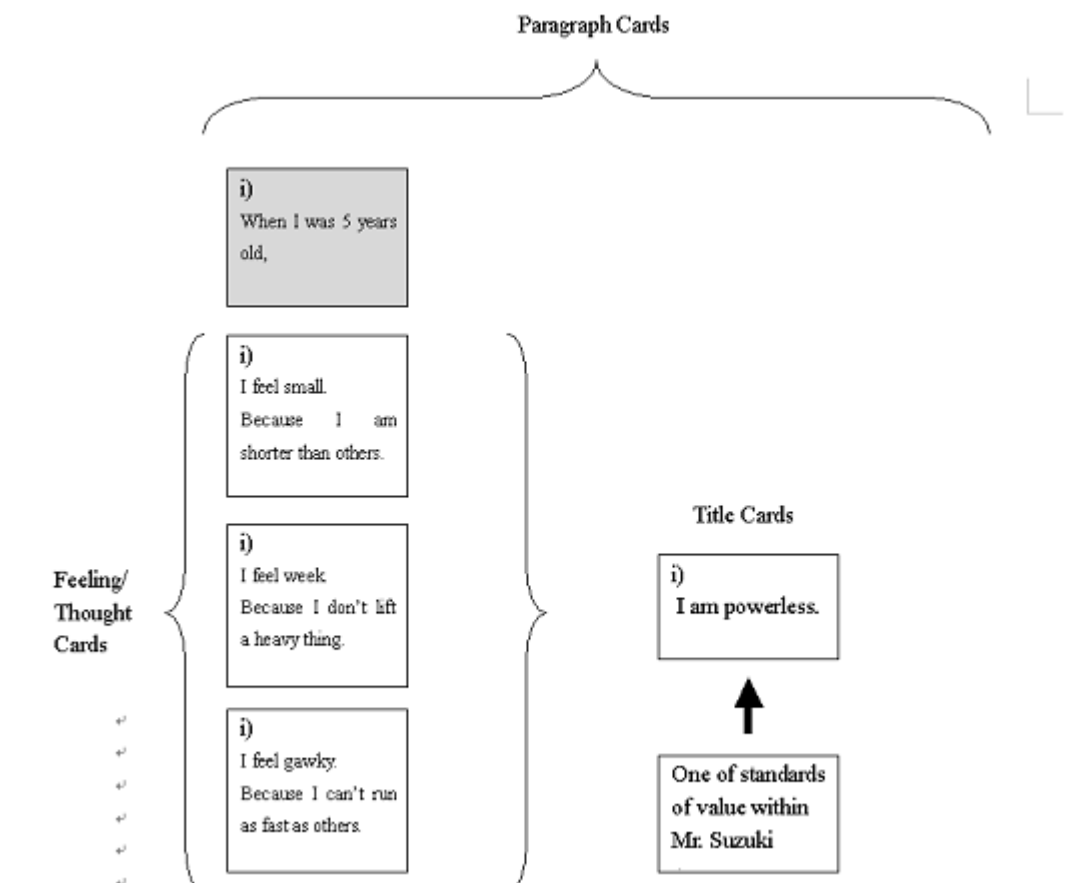 Paragraph Cards
i)
When I was 5 years
old,
i)
I feel small.
Because I am
shorter than others.
Feeling/
Thought
Cards
i)
I feel week.
Because I don't lift
a heavy thing.
i)
I feel gawky.
Because I can't run
as fast as others.
Title Cards
i)
I am powerless.
One of standards
of value within
Mr. Suzuki